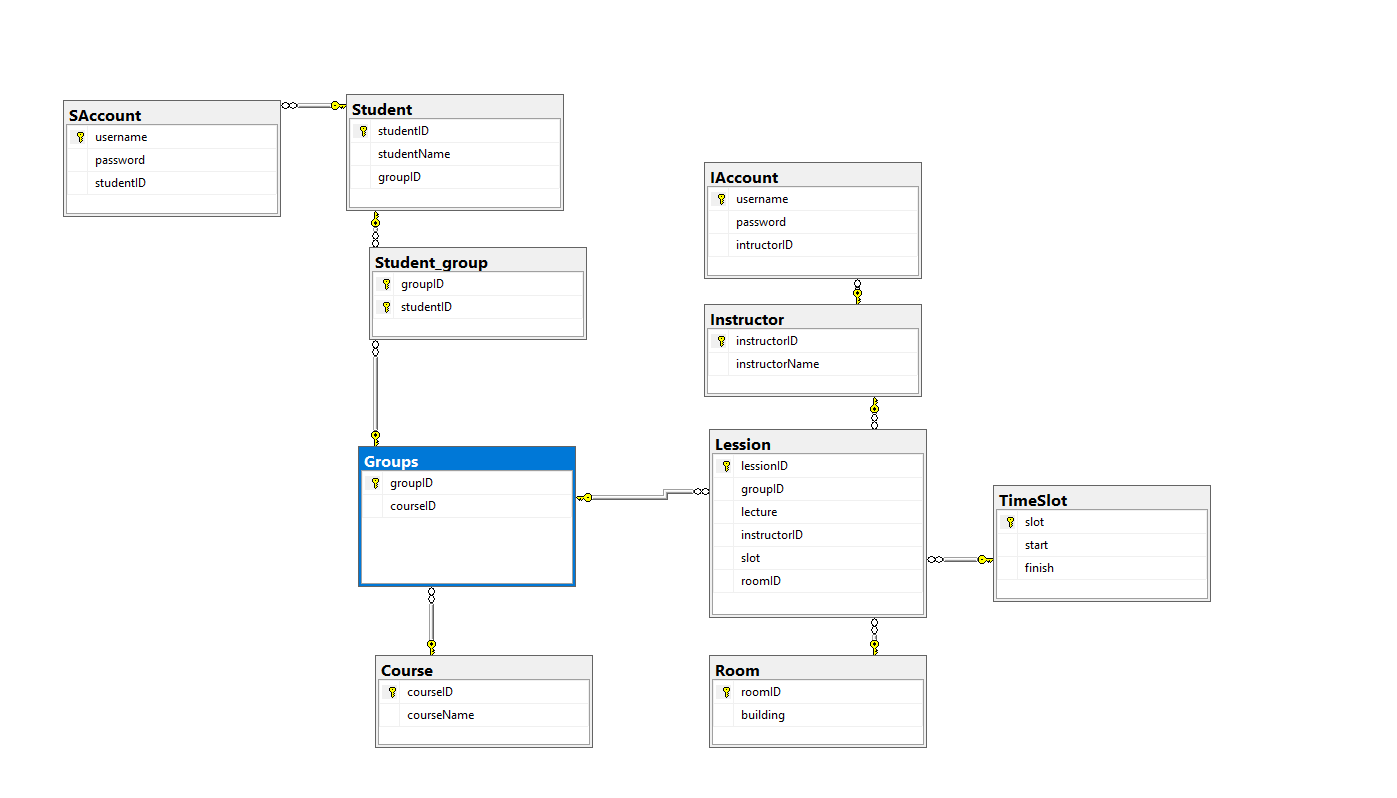 SAccount
username
password
studentID
Student
studentID
studentName
groupID
Student_group
groupID
studentID
IAccount
username
password
intructorID
Instructor
instructorID
instructorName
Groups
groupID
courseID
Lession
lessionID
groupID
lecture
instructorID
slot
roomID
TimeSlot
slot
start
finish
Course
courseID
courseName
Room
roomID
building